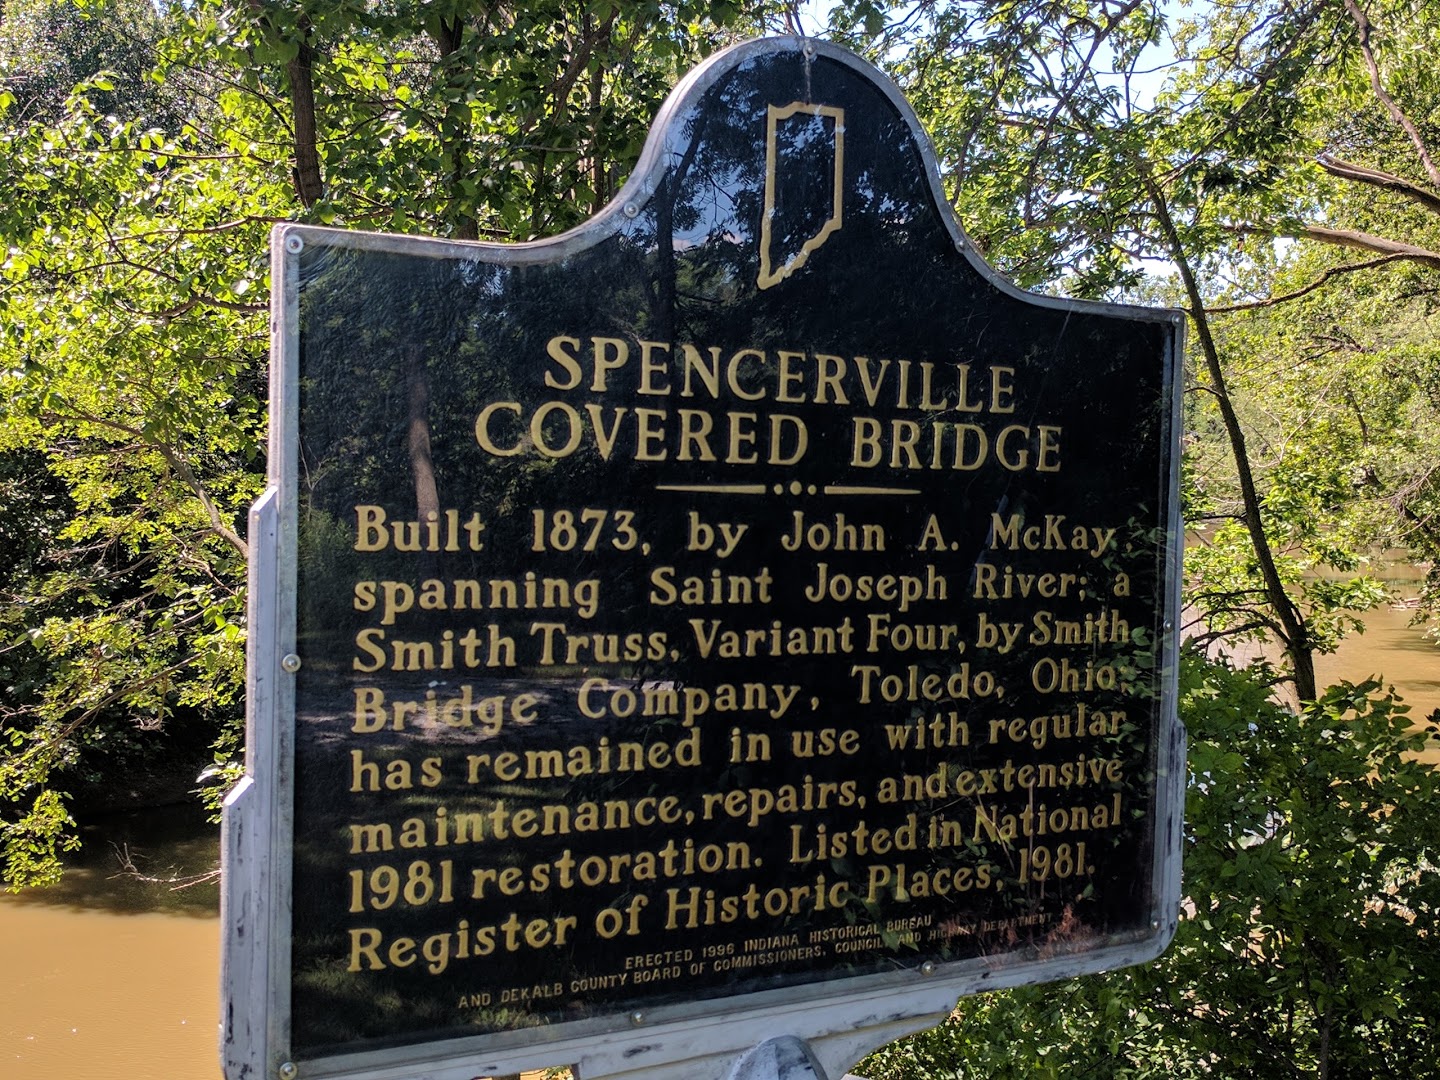 SPENCERVILLE
COVERED BRIDGE
Built 1873, by John A. McKay,
spanning Saint Joseph River; a
Smith Truss, Variant Four, by Smith
Bridge Company, Toledo, Ohio;
has remained in use with regular
maintenance, repairs, and extensive
1981 restoration. Listed in National
Register of Historic Places, 1981.
ERECTED 1996 INDIANA HISTORICAL BUREAU
AND DEKALB COUNTY BOARD OF COMMISSIONERS, COUNCIL AND HIGHWAY DEPARTMENT